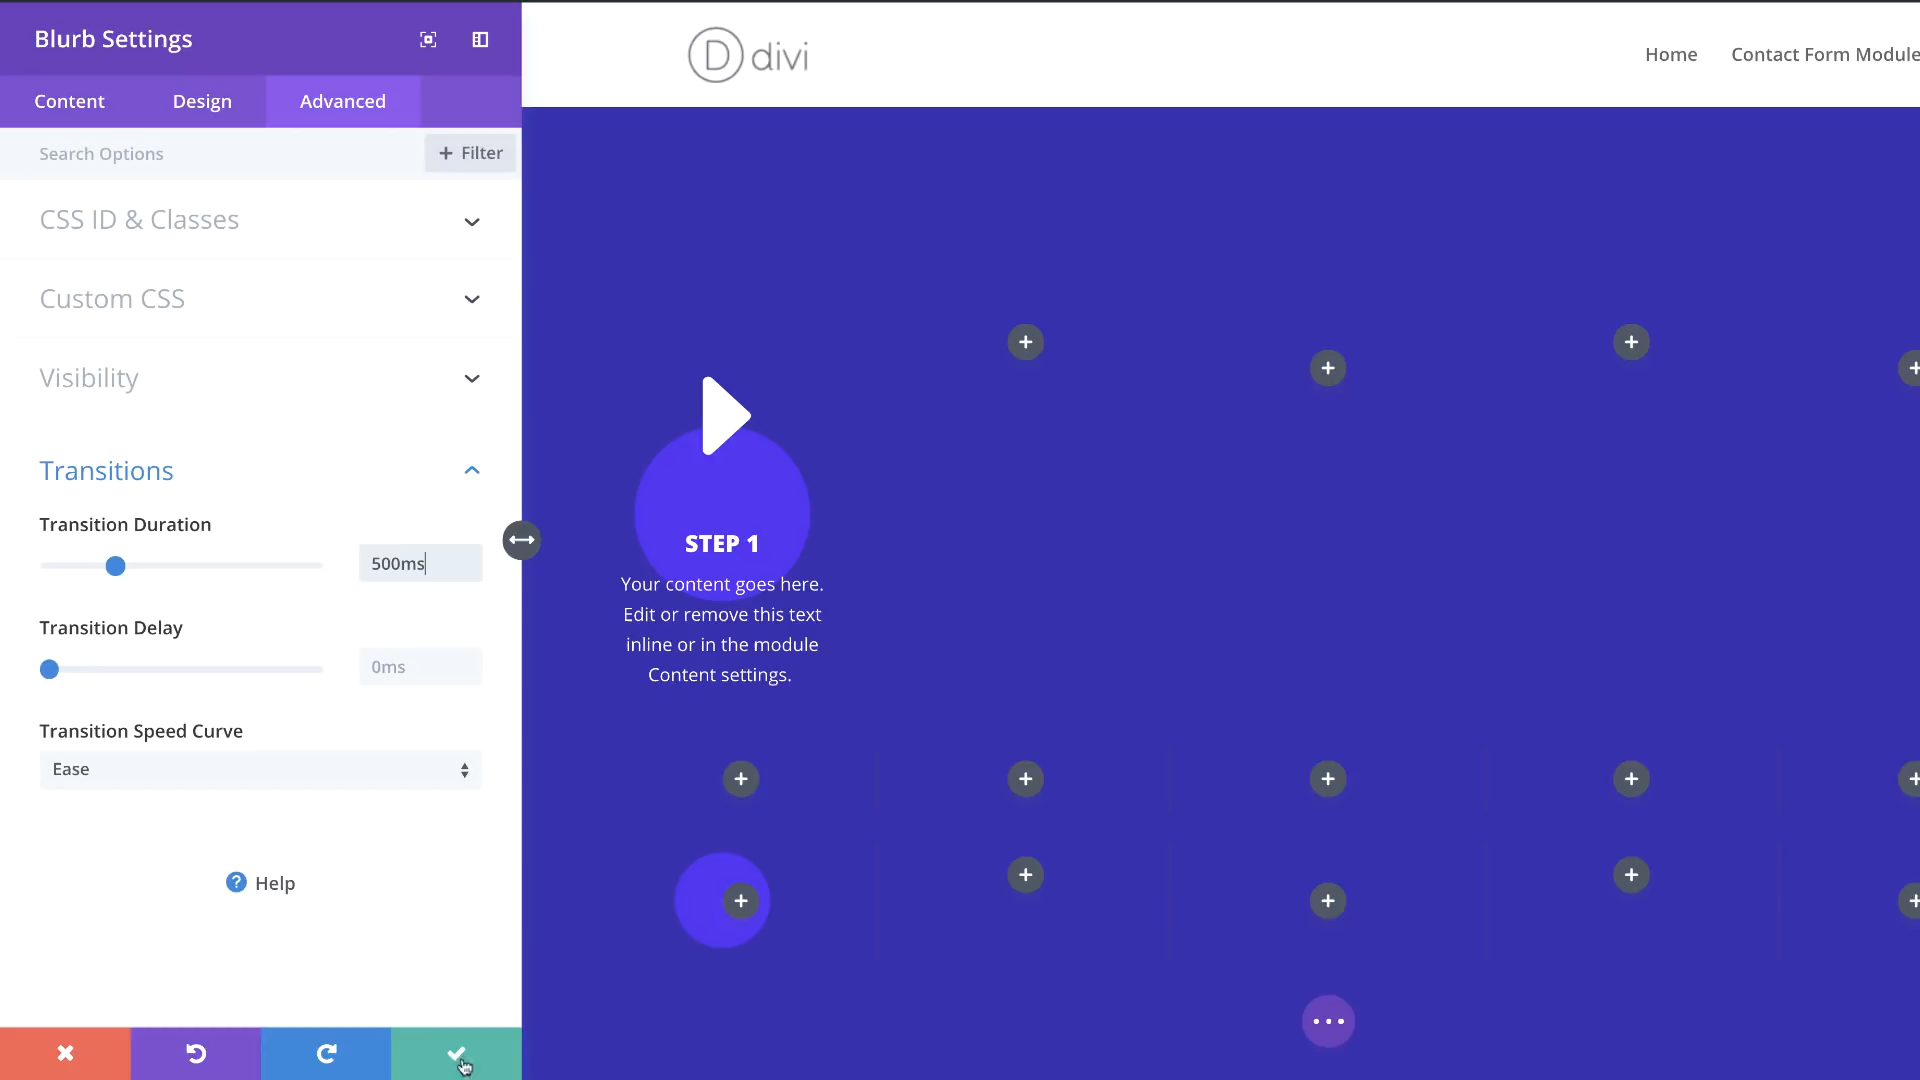 Blurb Settings
Content
Design
Advanced
Search Options
+ Filter
CSS ID & Classes
Custom CSS
Visibility
Transitions
Transition Duration
500ms
Transition Delay
0ms
Transition Speed Curve
Ease
? Help
D divi
Home
Contact Form Module
STEP 1
Your content goes here.
Edit or remove this text
inline or in the module
Content settings.